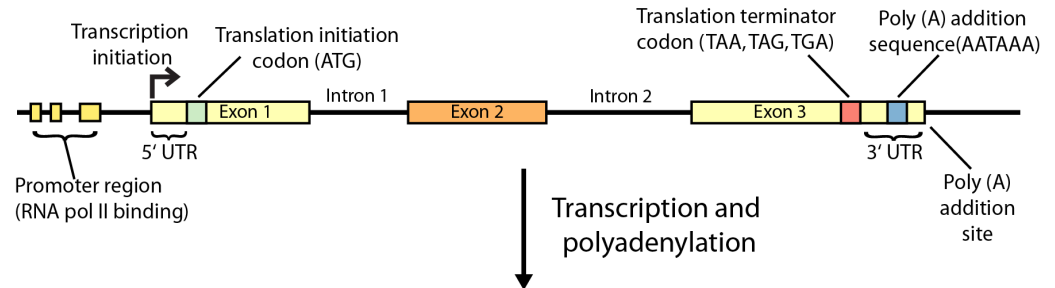 Transcription
initiation
Translation initiation
codon (ATG)
Translation terminator
codon (TAA,TAG,TGA)
Poly (A) addition
sequence(AATAAA)
Exon 1
Intron 1
Exon 2
Intron 2
Exon 3
5' UTR
3' UTR
Promoter region
(RNA pol II binding)
Poly (A)
addition
site
Transcription and
polyadenylation